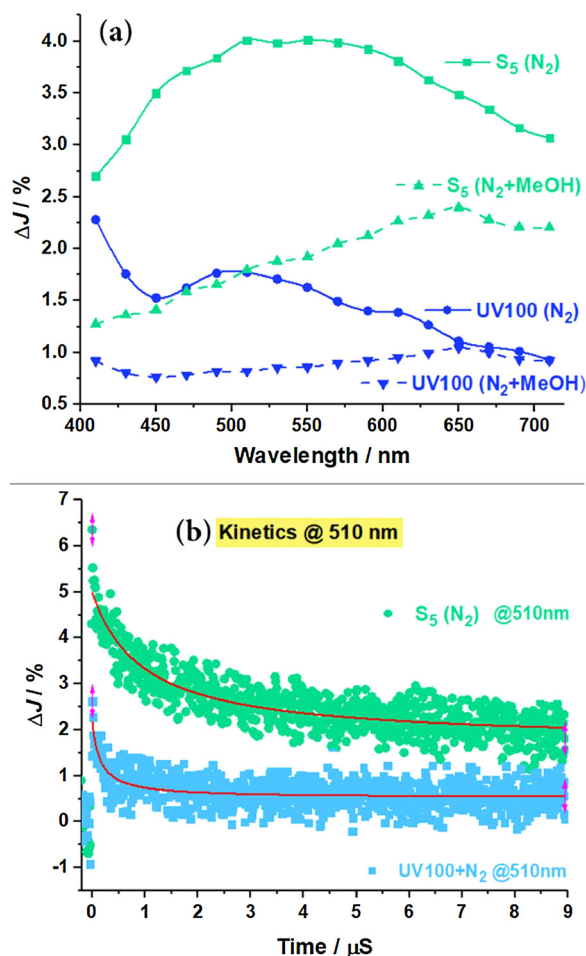 (a)
4.0
3.5
3.0
2.5
2.0
1.5
1.0
0.5
ΔJ / %
S5 (N2)
S5 (N2+MeOH)
UV100 (N2)
UV100 (N2+MeOH)
400 450 500 550 600 650 700
Wavelength / nm
(b) Kinetics @ 510 nm
7
6
5
4
3
2
1
0
-1
ΔJ / %
S5 (N2) @510nm
UV100+N2 @510nm
0 1 2 3 4 5 6 7 8 9
Time / µS